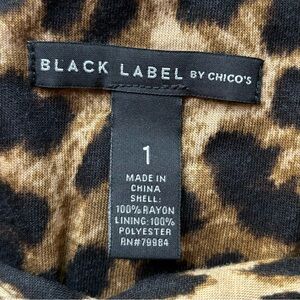 BLACK LABEL BY CHICO'S
1
MADE IN
CHINA
SHELL:
100% RAYON
LINING: 100%
POLYESTER
RN#79984